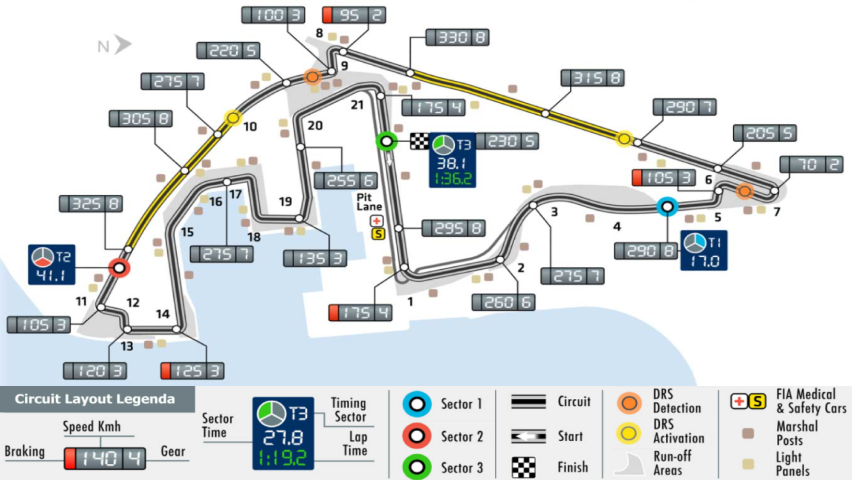 100 3
95 2
8
330 8
N
220 5
9
275 7
21
315 8
175 4
305 8
10
290 7
20
T3
38.1
1:36.2
230 5
205 5
70 2
6
105 3
255 6
16
17
Pit
Lane
S
325 8
19
3
4
5
7
15
18
295 8
T2
41.1
275 7
135 3
2
290 8
T1
17.0
275 7
11
12
14
1
260 6
105 3
13
175 4
120 3
125 3
Circuit Layout Legenda
Speed Kmh
Braking
140 4
Gear
Sector
Time
T3
27.8
1:19.2
Timing
Sector
Lap
Time
Sector 1
Sector 2
Sector 3
Circuit
Start
Finish
DRS
Detection
DRS
Activation
Run-off
Areas
S
FIA Medical
& Safety Cars
Marshal
Posts
Light
Panels